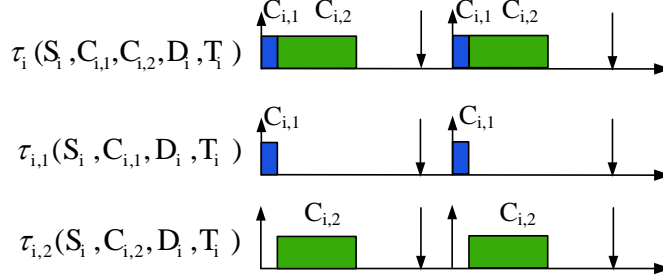 C_{i,1} C_{i,2} C_{i,1} C_{i,2}
τ_i(S_i,C_{i,1},C_{i,2},D_i,T_i)
C_{i,1} C_{i,1}
τ_{i,1}(S_i,C_{i,1},D_i,T_i)
C_{i,2} C_{i,2}
τ_{i,2}(S_i,C_{i,2},D_i,T_i)